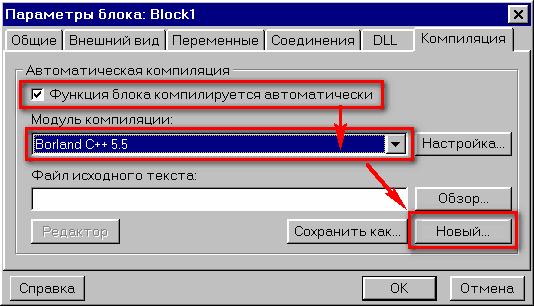 Параметры блока: Block1
Общие Внешний вид Переменные Соединения DLL Компиляция
Автоматическая компиляция
Функция блока компилируется автоматически
Модуль компиляции:
Borland C++ 5.5 Настройка...
Файл исходного текста:
Обзор...
Редактор Сохранить как... Новый...
Справка OK Отмена